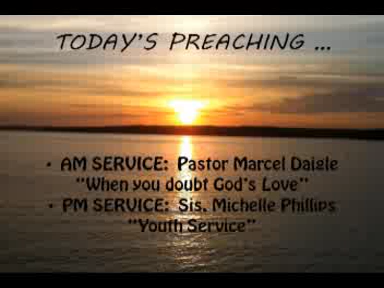 TODAY'S PREACHING ...
• AM SERVICE: Pastor Marcel Daigle
"When you doubt God's Love"
• PM SERVICE: Sis. Michelle Phillips
"Youth Service"